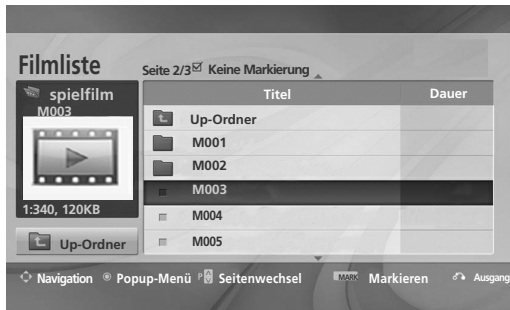 Filmliste
Seite 2/3 ☑ Keine Markierung
spielfilm
M003
1:340, 120KB
Up-Ordner
Titel Dauer
Up-Ordner
M001
M002
M003
M004
M005
Navigation Popup-Menü P Seitenwechsel MARK Markieren Ausgang